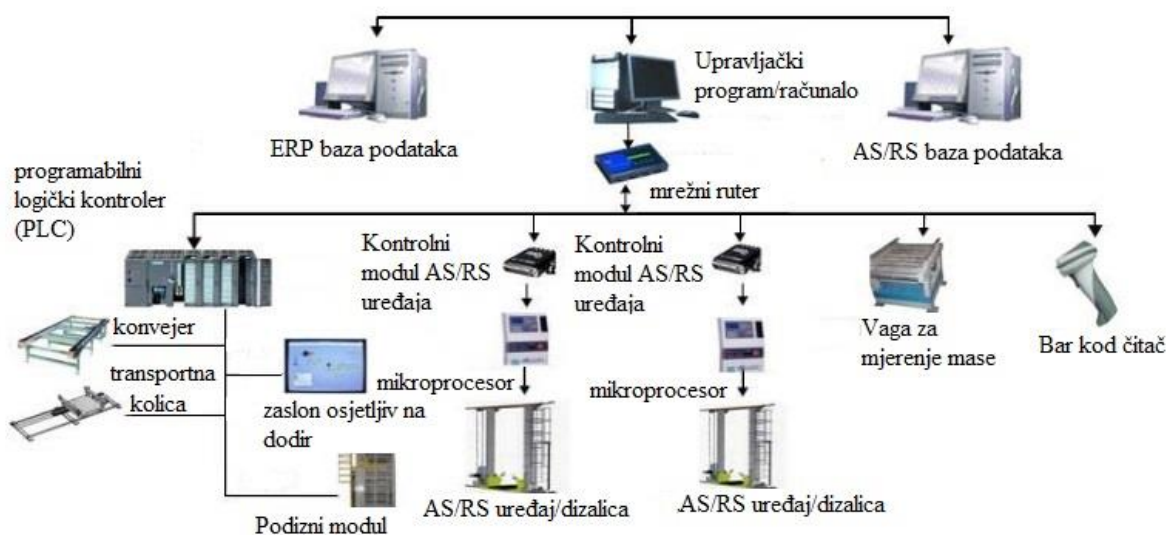 Upravljački
program/računalo
ERP baza podataka
AS/RS baza podataka
programabilni
logički kontroler
(PLC)
mrežni ruter
Kontrolni
modul AS/RS
uređaja
Kontrolni
modul AS/RS
uređaja
Vaga za
mjerenje mase
Bar kod čitač
konvejer
transportna
kolica
zaslon osjetljiv na
dodir
mikroprocesor
mikroprocesor
Podizni modul
AS/RS uređaj/dizalica
.AS/RS uređaj/dizalica